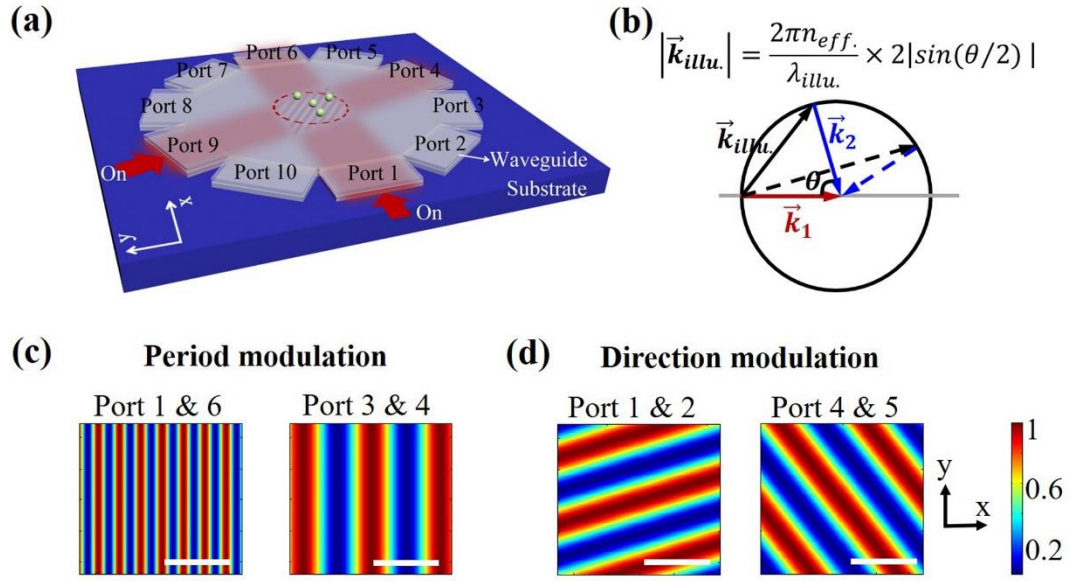 (a)
Port 6
Port 5
Port 7
Port 4
Port 8
Port 3
Port 9
Port 2
Port 10
Port 1
Waveguide
Substrate
On
On
x
y
(b)
|k⃗illu.| = 2πneff. / λillu. × 2|sin(θ/2)|
k⃗illu.
k⃗2
θ
k⃗1
(c)
Period modulation
Port 1 & 6
Port 3 & 4
(d)
Direction modulation
Port 1 & 2
Port 4 & 5
y
x
1
0.6
0.2